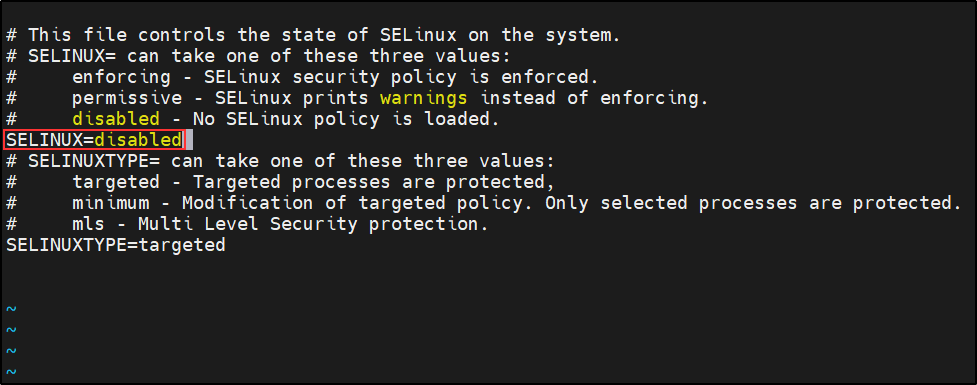 # This file controls the state of SELinux on the system.
# SELINUX= can take one of these three values:
#     enforcing - SELinux security policy is enforced.
#     permissive - SELinux prints warnings instead of enforcing.
#     disabled - No SELinux policy is loaded.
SELINUX=disabled
# SELINUXTYPE= can take one of these three values:
#     targeted - Targeted processes are protected,
#     minimum - Modification of targeted policy. Only selected processes are protected.
#     mls - Multi Level Security protection.
SELINUXTYPE=targeted
~
~
~
~